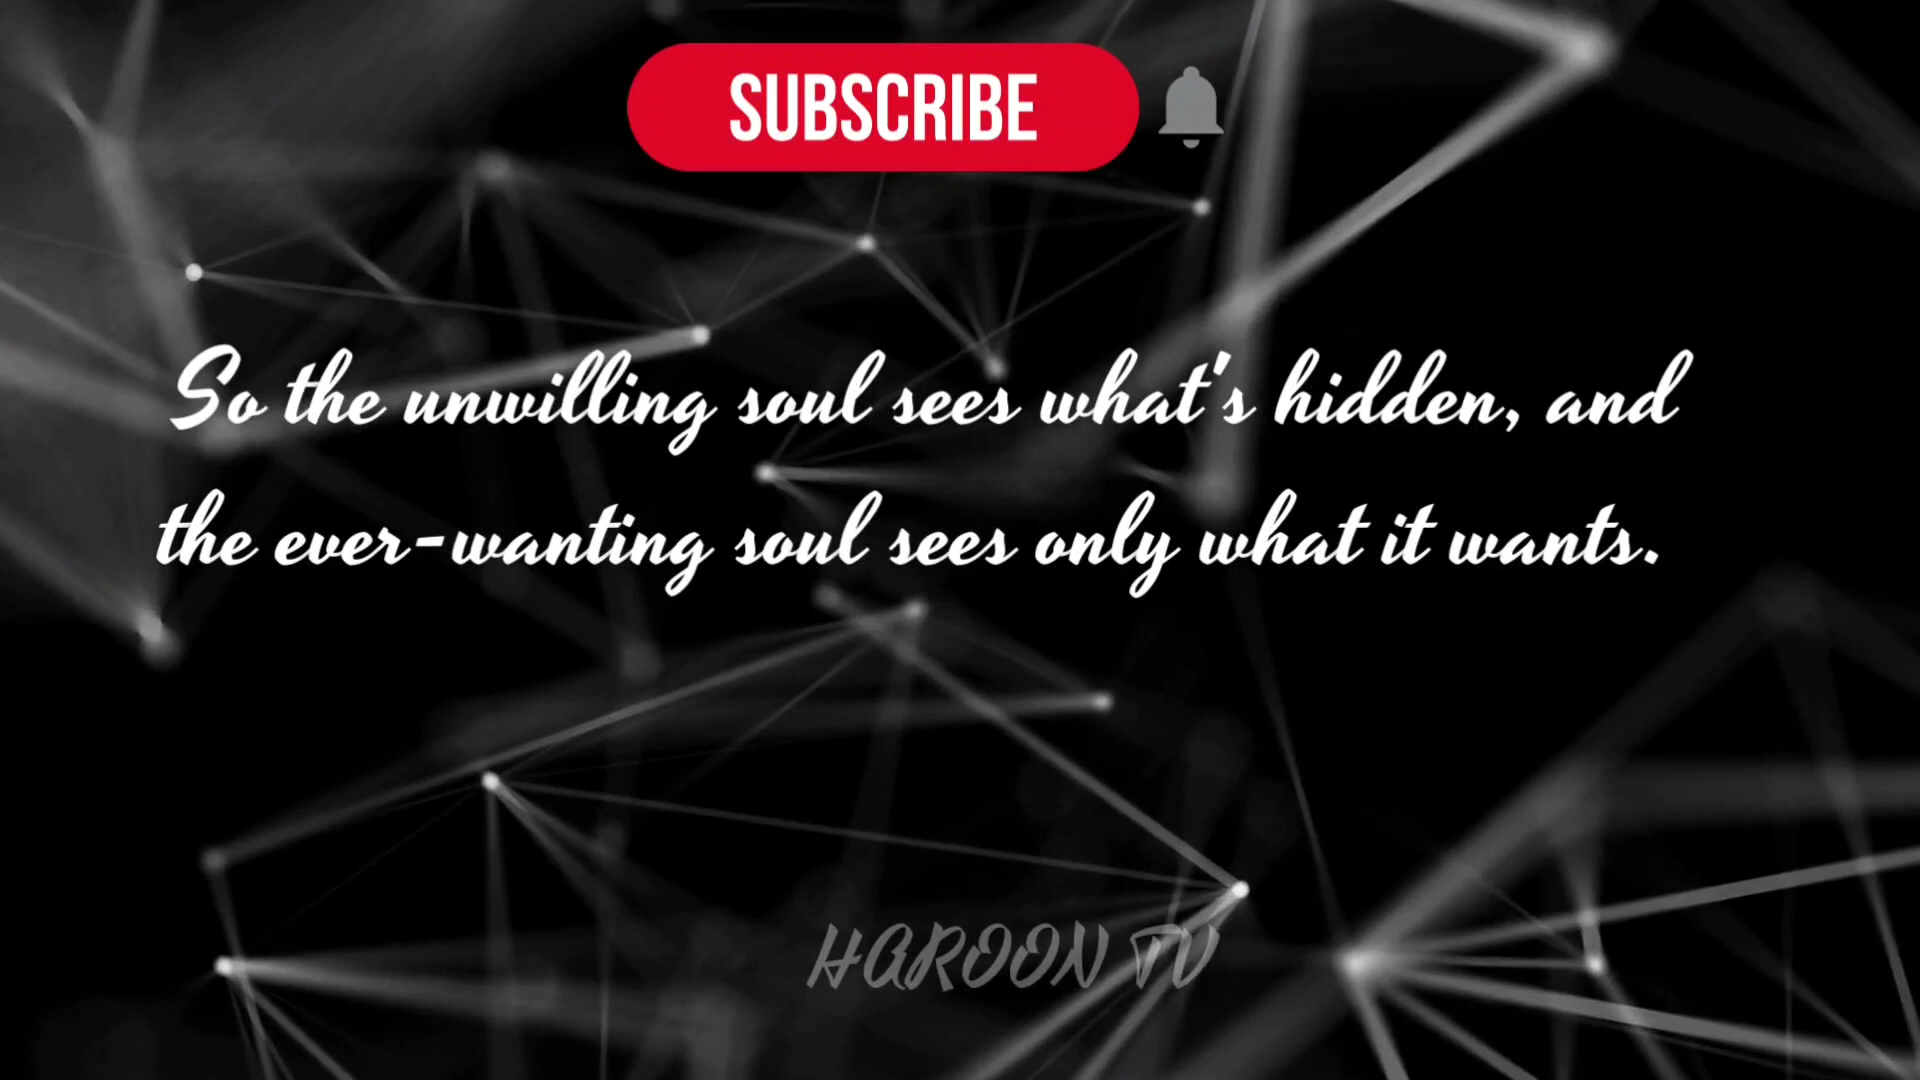 SUBSCRIBE
So the unwilling soul sees what's hidden, and
the ever-wanting soul sees only what it wants.
HAROON TV